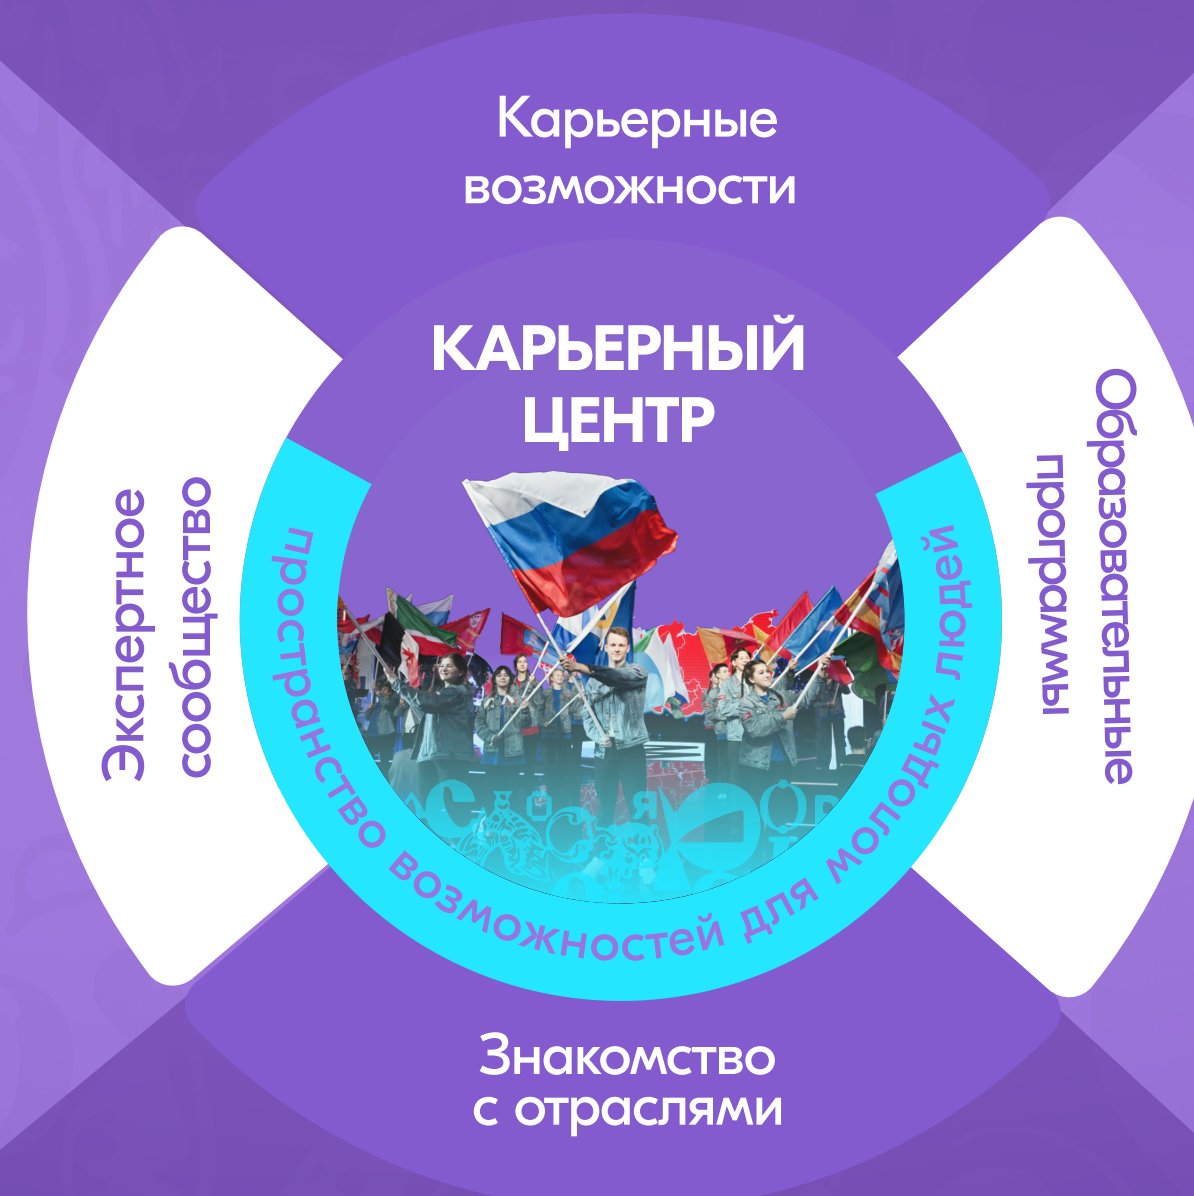 Карьерные
возможности
КАРЬЕРНЫЙ
ЦЕНТР
Экспертное
сообщество
Образовательные
программы
пространство возможностей для молодых людей
Знакомство
с отраслями